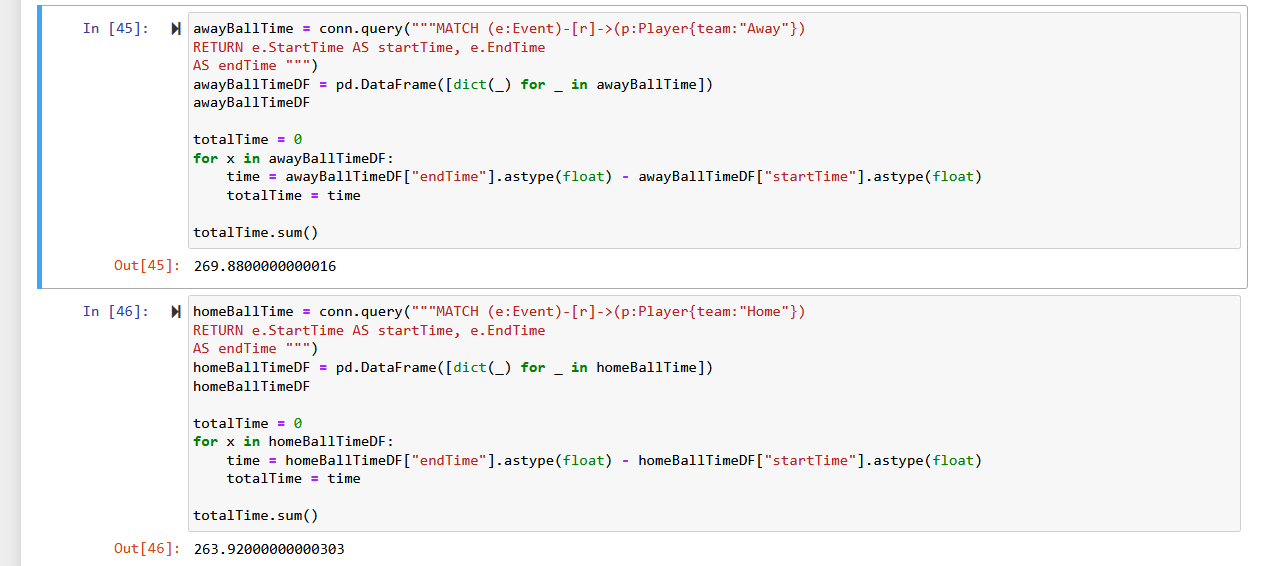 In [45]:
awayBallTime = conn.query("""MATCH (e:Event)-[r]->(p:Player{team:"Away"})
RETURN e.StartTime AS startTime, e.EndTime
AS endTime """)
awayBallTimeDF = pd.DataFrame([dict(_) for _ in awayBallTime])
awayBallTimeDF

totalTime = 0
for x in awayBallTimeDF:
    time = awayBallTimeDF["endTime"].astype(float) - awayBallTimeDF["startTime"].astype(float)
    totalTime = time

totalTime.sum()
Out[45]: 269.8800000000016
In [46]:
homeBallTime = conn.query("""MATCH (e:Event)-[r]->(p:Player{team:"Home"})
RETURN e.StartTime AS startTime, e.EndTime
AS endTime """)
homeBallTimeDF = pd.DataFrame([dict(_) for _ in homeBallTime])
homeBallTimeDF

totalTime = 0
for x in homeBallTimeDF:
    time = homeBallTimeDF["endTime"].astype(float) - homeBallTimeDF["startTime"].astype(float)
    totalTime = time

totalTime.sum()
Out[46]: 263.92000000000303